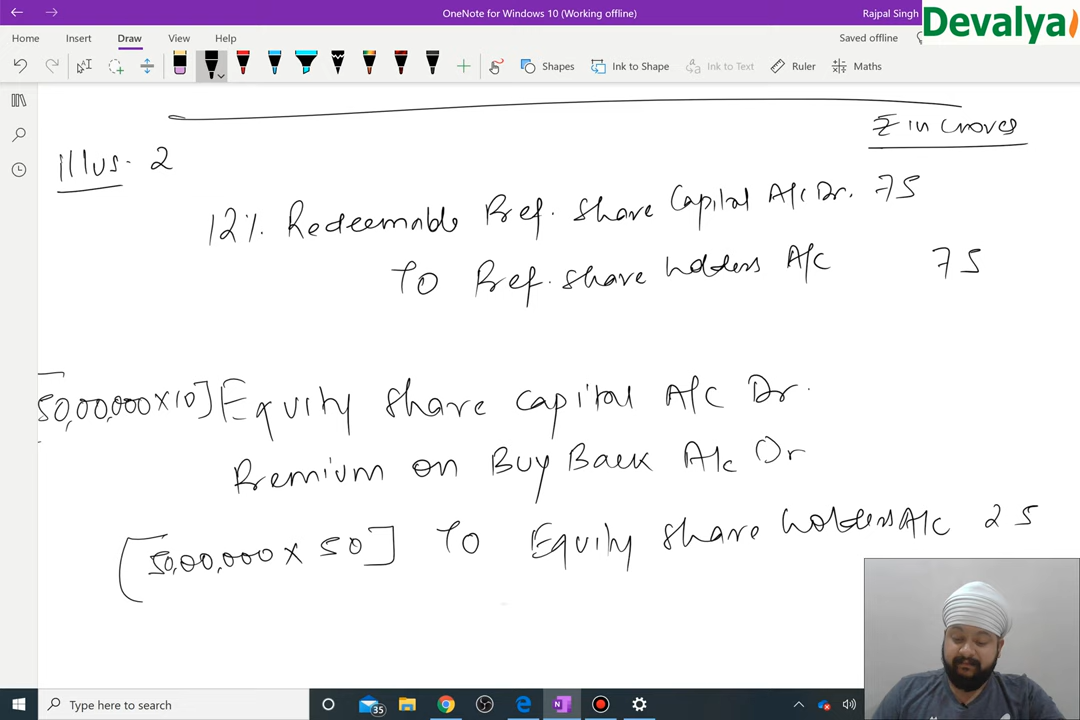 OneNote for Windows 10 (Working offline)
Rajpal Singh
Devalya
Home Insert Draw View Help
Saved offline
Shapes Ink to Shape Ink to Text Ruler Maths
₹ in Crores
Illus. 2
12%. Redeemable Pref. Share Capital A/c Dr. 75
To Pref. Share holders A/c 75
50,00,000×10] Equity Share Capital A/c Dr.
Premium on Buy Back A/c Dr
[50,00,000 × 50] To Equity Share holders A/c 25
Type here to search
35